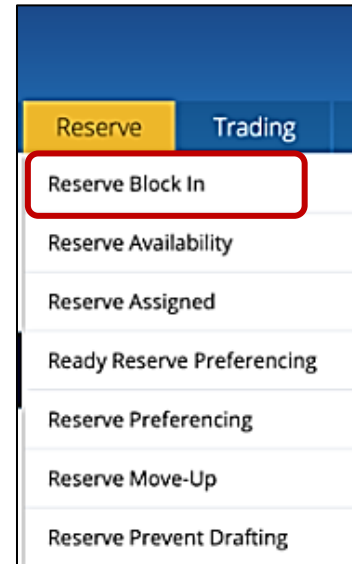 Reserve Trading
Reserve Block In
Reserve Availability
Reserve Assigned
Ready Reserve Preferencing
Reserve Preferencing
Reserve Move-Up
Reserve Prevent Drafting